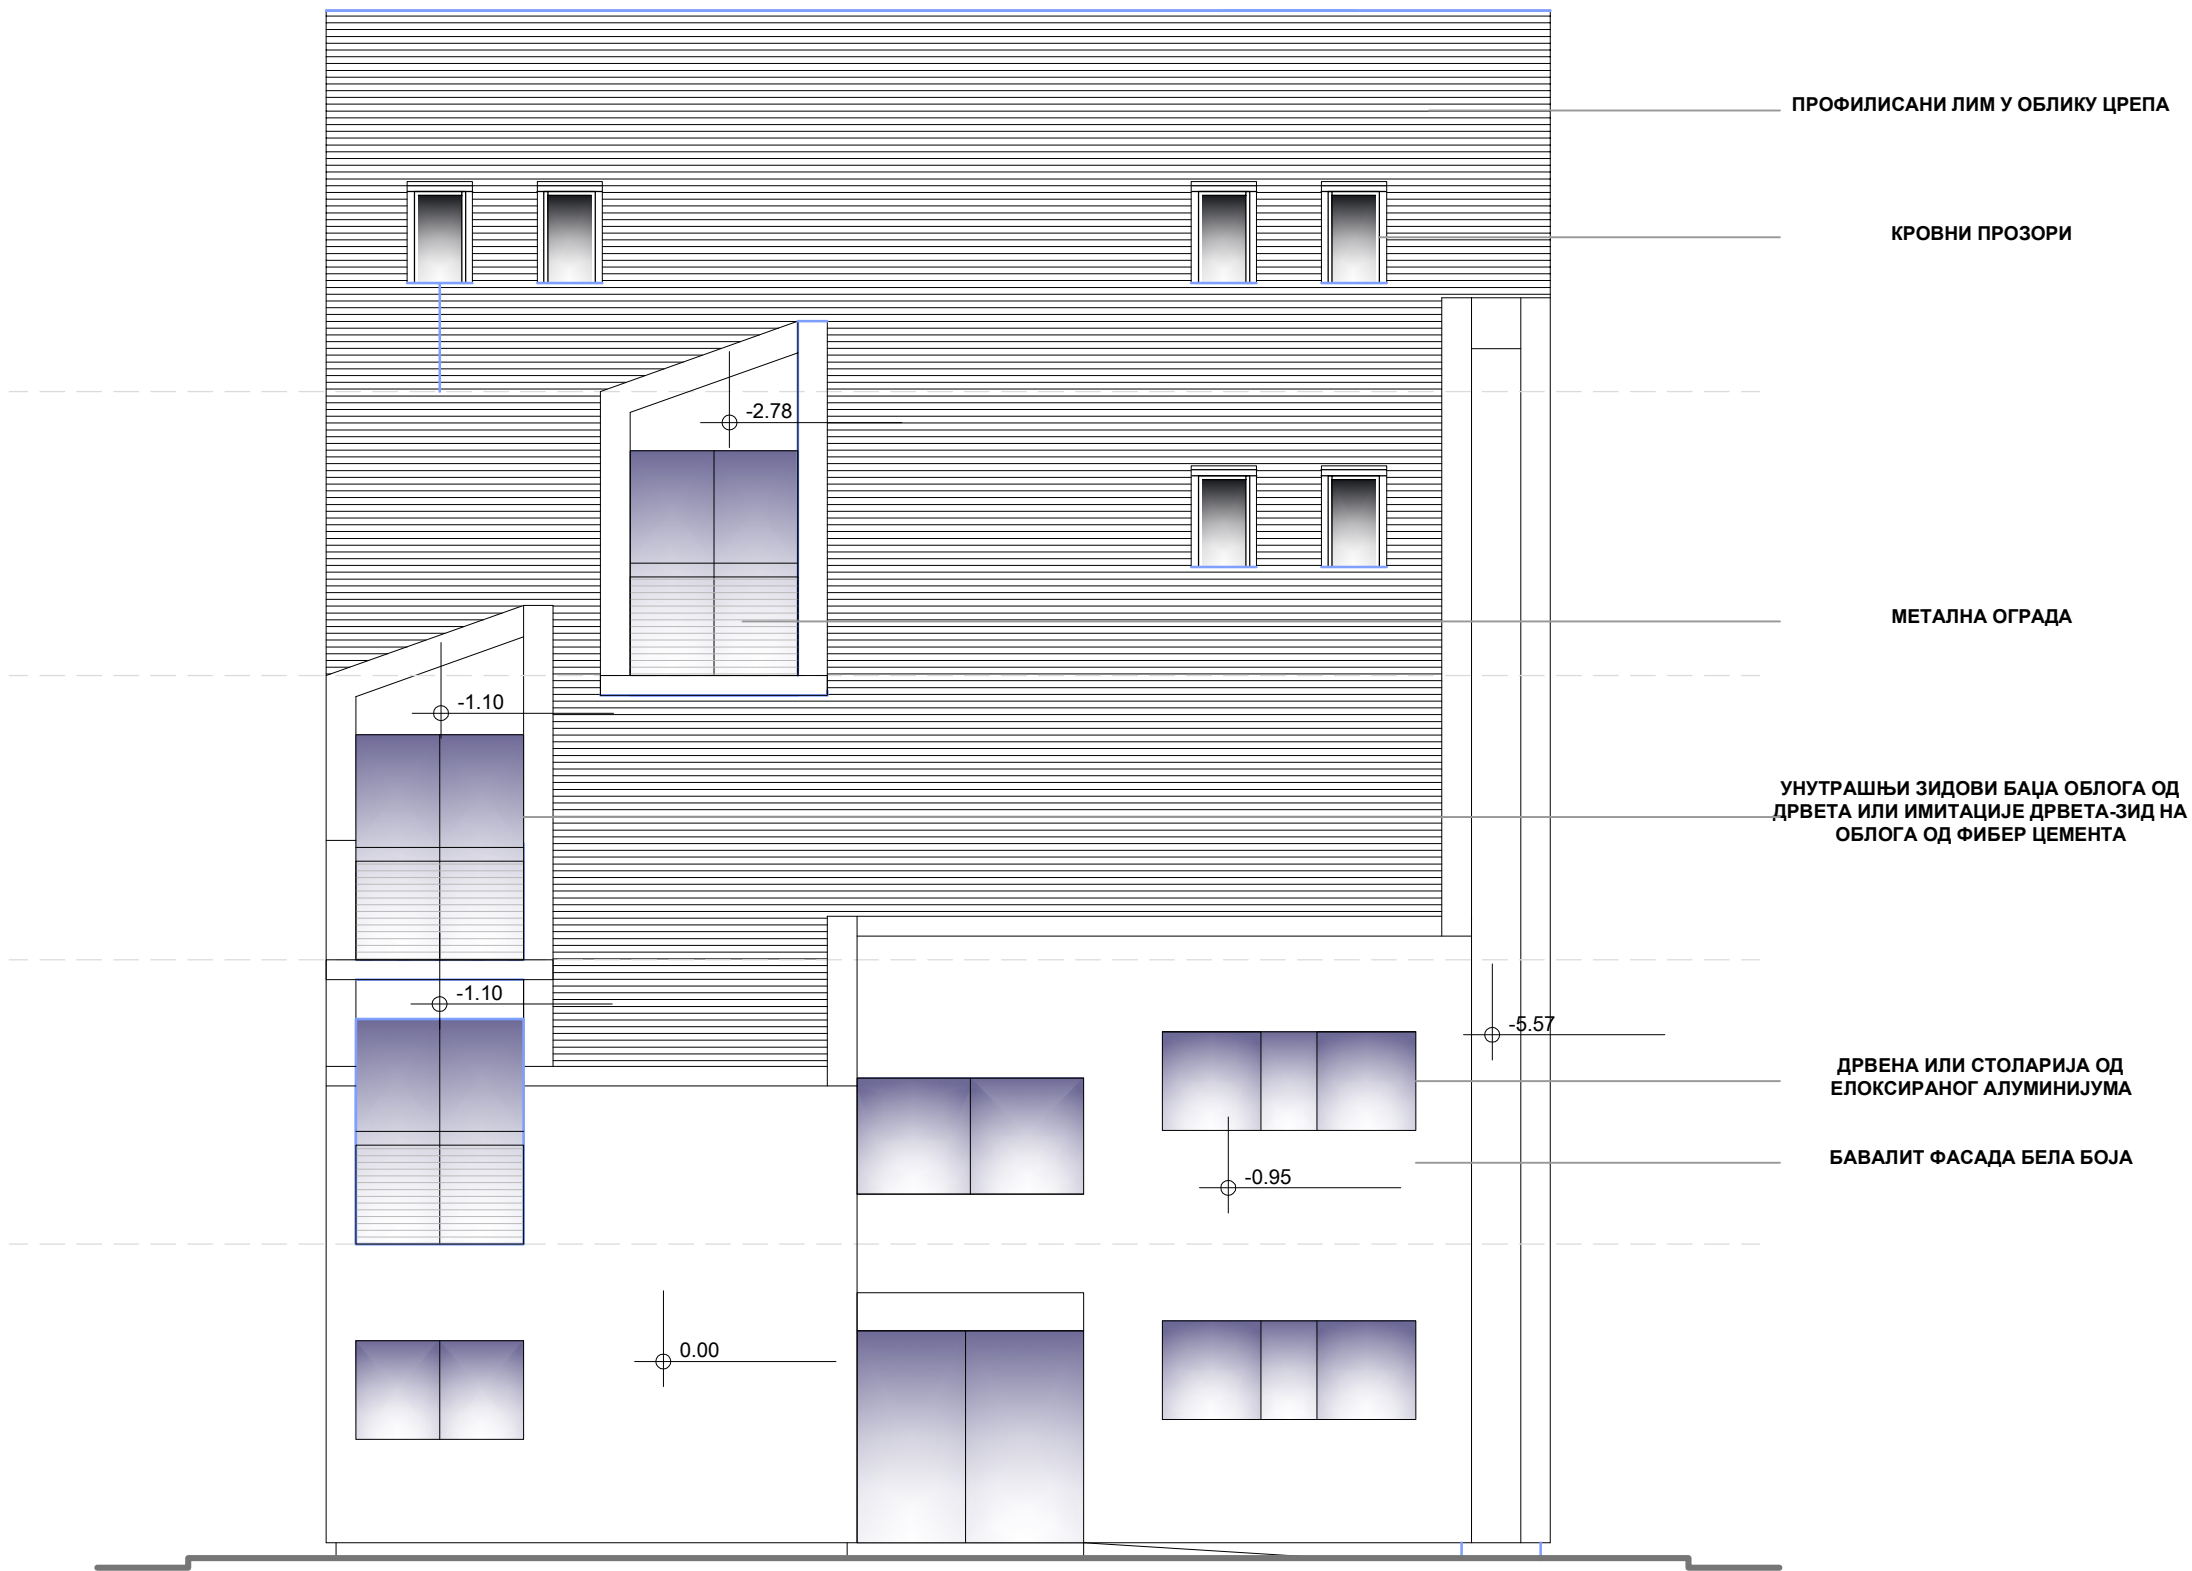 ПРОФИЛИСАНИ ЛИМ У ОБЛИКУ ЦРЕПА
КРОВНИ ПРОЗОРИ
-2.78
МЕТАЛНА ОГРАДА
-1.10
УНУТРАШЊИ ЗИДОВИ БАЏА ОБЛОГА ОД
ДРВЕТА ИЛИ ИМИТАЦИЈЕ ДРВЕТА-ЗИД НА
ОБЛОГА ОД ФИБЕР ЦЕМЕНТА
-1.10
-5.57
ДРВЕНА ИЛИ СТОЛАРИЈА ОД
ЕЛОКСИРАНОГ АЛУМИНИЈУМА
БАВАЛИТ ФАСАДА БЕЛА БОЈА
-0.95
0.00